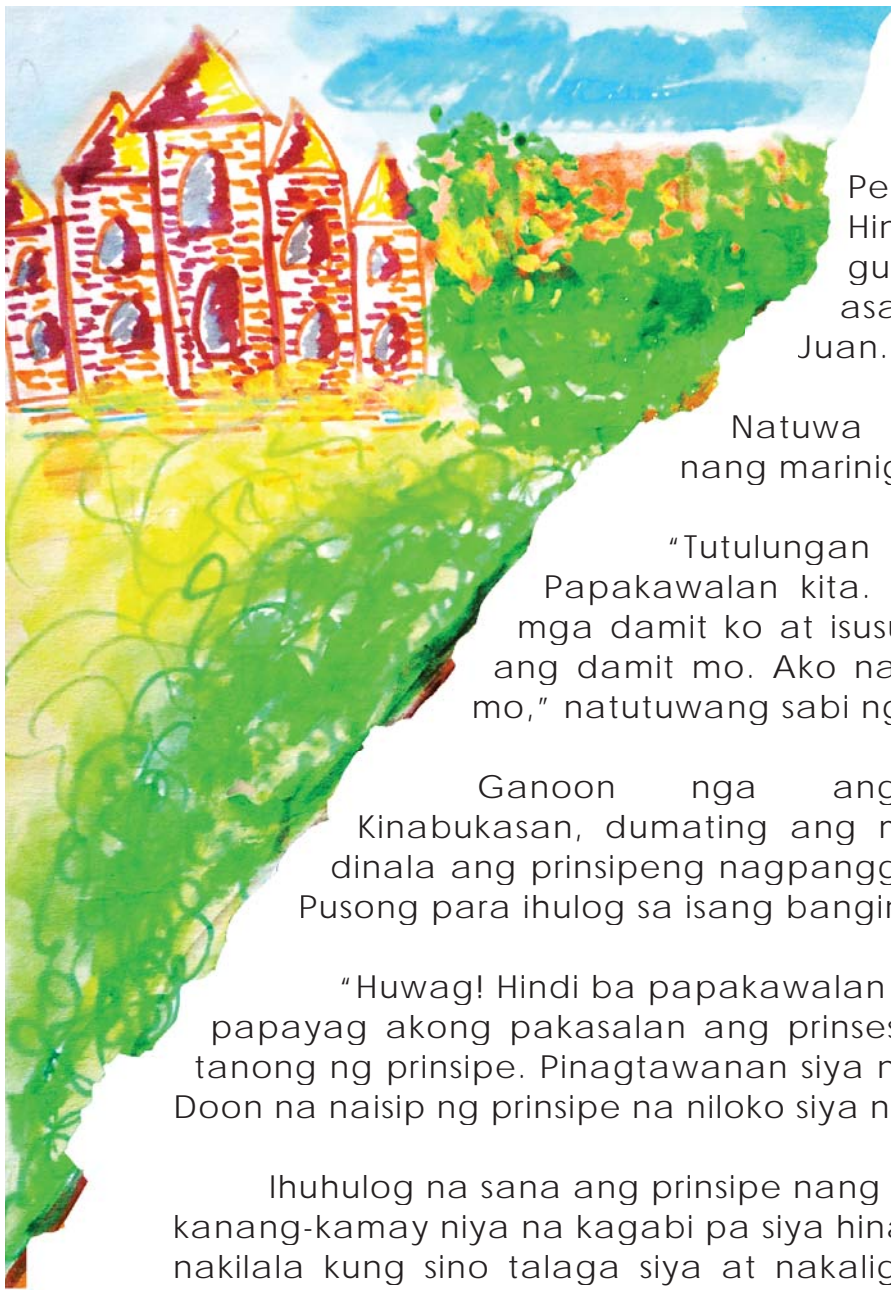 Pe
Hin
gu
asa
Juan.
Natuwa
nang marinig
“Tutulungan
Papakawalan kita.
mga damit ko at isusu
ang damit mo. Ako na
mo,” natutuwang sabi ng
Ganoon nga ang
Kinabukasan, dumating ang m
dinala ang prinsipeng nagpangg
Pusong para ihulog sa isang bangin
“Huwag! Hindi ba papakawalan
papayag akong pakasalan ang prinses
tanong ng prinsipe. Pinagtawanan siya n
Doon na naisip ng prinsipe na niloko siya n
Ihuhulog na sana ang prinsipe nang
kanang-kamay niya na kagabi pa siya hina
nakilala kung sino talaga siya at nakalig